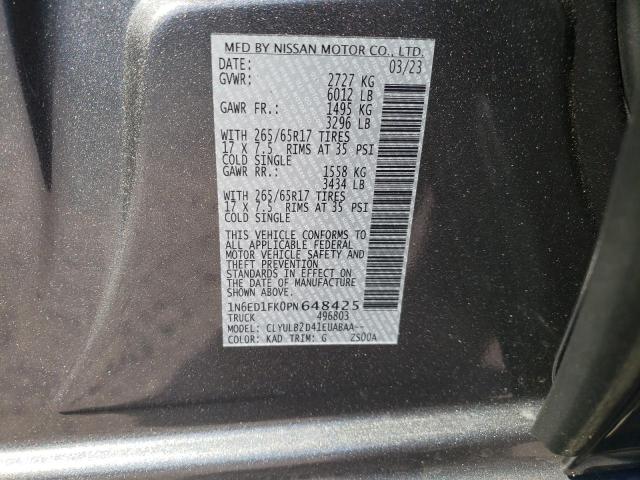 MFD BY NISSAN MOTOR CO., LTD.
DATE: 03/23
GVWR: 2727 KG
6012 LB
GAWR FR.: 1495 KG
3296 LB
WITH 265/65R17 TIRES
17 X 7.5 RIMS AT 35 PSI
COLD SINGLE
GAWR RR.: 1558 KG
3434 LB
WITH 265/65R17 TIRES
17 X 7.5 RIMS AT 35 PSI
COLD SINGLE
THIS VEHICLE CONFORMS TO
ALL APPLICABLE FEDERAL
MOTOR VEHICLE SAFETY AND
THEFT PREVENTION
STANDARDS IN EFFECT ON
THE DATE OF MANUFACTURE
SHOWN ABOVE.
1N6ED1FK0PN648425
TRUCK 496803
MODEL: CLYULB2D41EUABAA--
COLOR: KAD TRIM: G ZS00A